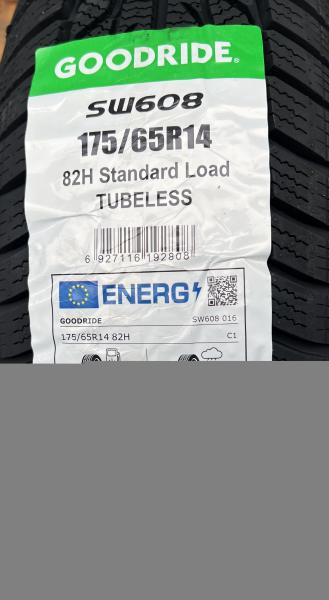 GOODRIDE®
SW608
175/65R14
82H Standard Load
TUBELESS
6 927116 192808
ENERG
GOODRIDE SW608 016
175/65R14 82H C1